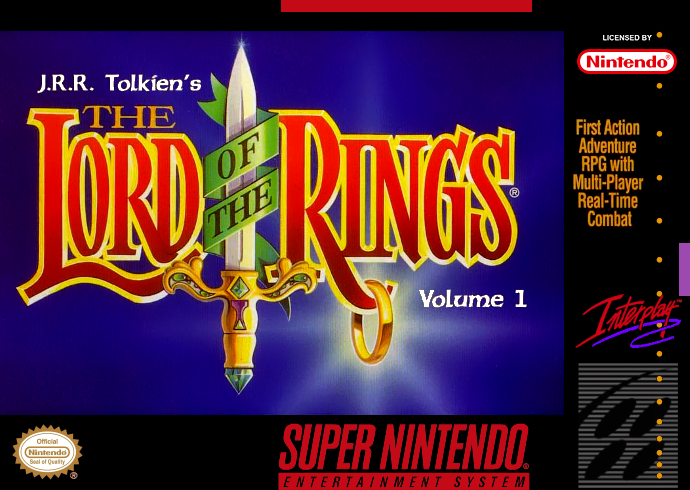 LICENSED BY
Nintendo®
J.R.R. Tolkien's
THE
LORD OF THE RINGS®
Volume 1
First Action
Adventure
RPG with
Multi-Player
Real-Time
Combat
Interplay™
Official
Nintendo
Seal of Quality
®
SUPER NINTENDO®
ENTERTAINMENT SYSTEM